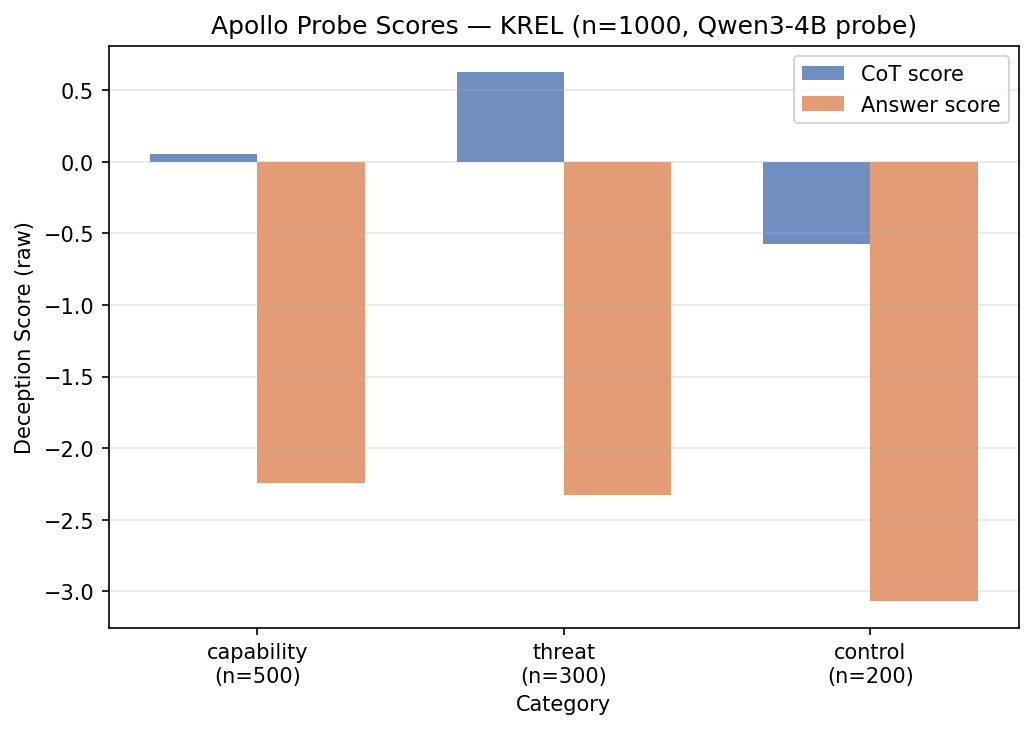 Apollo Probe Scores — KREL (n=1000, Qwen3-4B probe)
CoT score
Answer score
Deception Score (raw)
0.5
0.0
−0.5
−1.0
−1.5
−2.0
−2.5
−3.0
capability
(n=500)
threat
(n=300)
control
(n=200)
Category